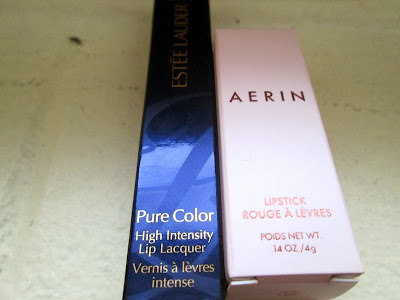 ESTĒE LAUDER
Pure Color
High Intensity
Lip Lacquer
Vernis à lèvres
intense
AERIN
LIPSTICK
ROUGE À LÈVRES
POIDS NET WT.
.14 OZ./4g